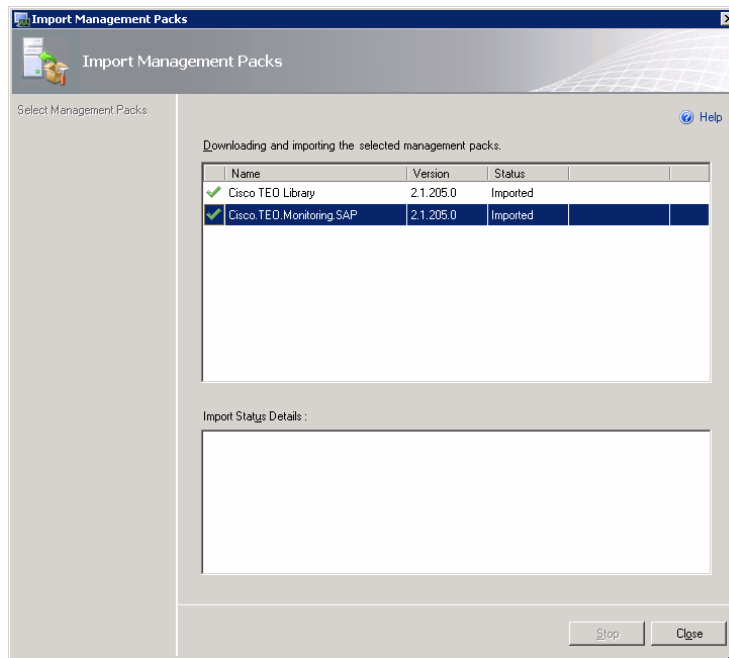 Import Management Packs
Import Management Packs
Select Management Packs
Help
Downloading and importing the selected management packs.
Name Version Status
Cisco TEO Library 2.1.205.0 Imported
Cisco.TEO.Monitoring.SAP 2.1.205.0 Imported
Import Status Details :
Stop Close